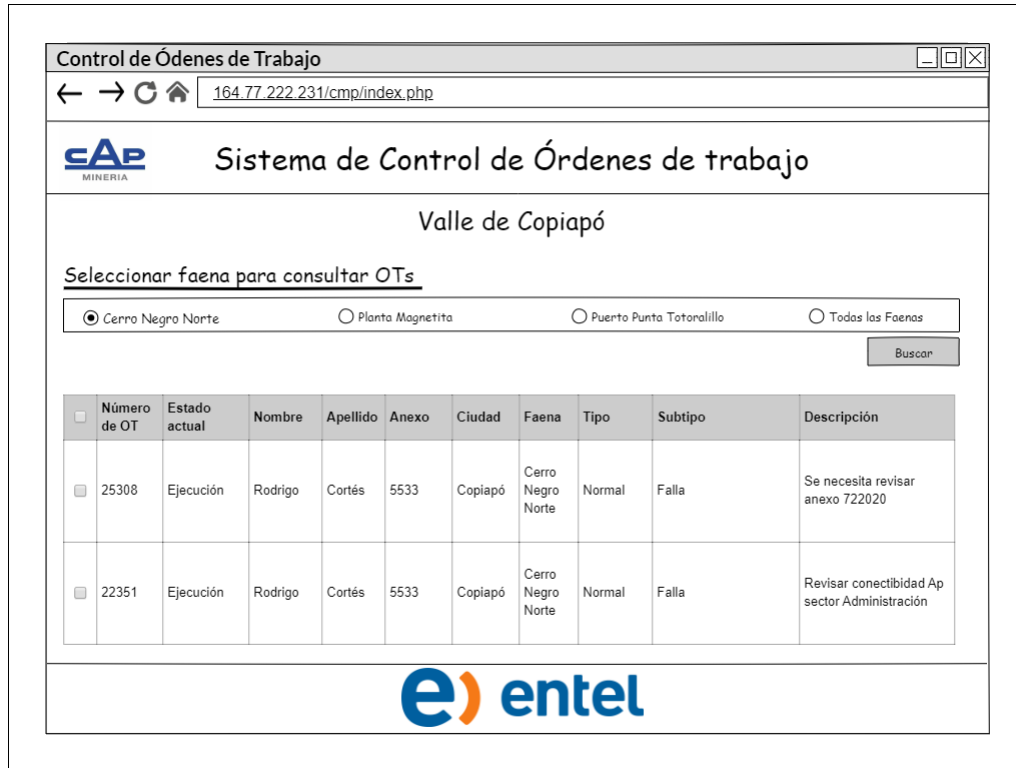 Control de Ódenes de Trabajo
164.77.222.231/cmp/index.php
CAP
MINERIA
Sistema de Control de Órdenes de trabajo
Valle de Copiapó
Seleccionar faena para consultar OTs
Cerro Negro Norte Planta Magnetita Puerto Punta Totoralillo Todas las Faenas
Buscar
Número de OT Estado actual Nombre Apellido Anexo Ciudad Faena Tipo Subtipo Descripción
25308 Ejecución Rodrigo Cortés 5533 Copiapó Cerro Negro Norte Normal Falla Se necesita revisar anexo 722020
22351 Ejecución Rodrigo Cortés 5533 Copiapó Cerro Negro Norte Normal Falla Revisar conectibidad Ap sector Administración
e) entel